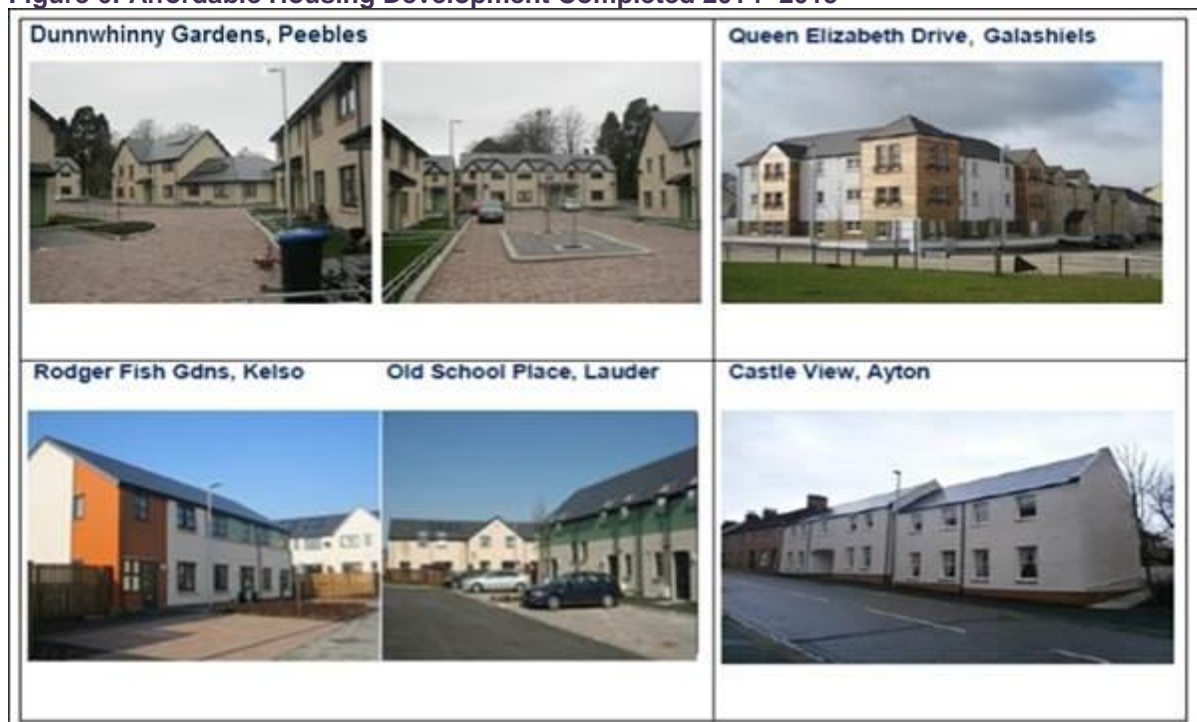 Dunnwhinny Gardens, Peebles
Queen Elizabeth Drive, Galashiels
Rodger Fish Gdns, Kelso
Old School Place, Lauder
Castle View, Ayton